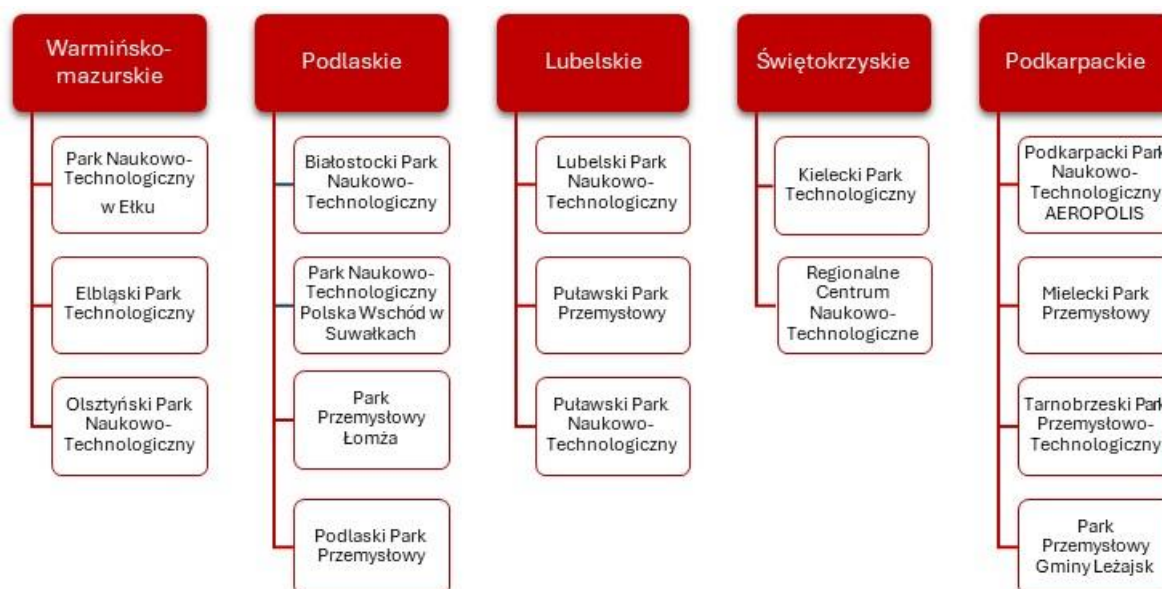 Warmińsko-
mazurskie
Park Naukowo-
Technologiczny
w Ełku
Elbląski Park
Technologiczny
Olsztyński Park
Naukowo-
Technologiczny
Podlaskie
Białostocki Park
Naukowo-
Technologiczny
Park Naukowo-
Technologiczny
Polska Wschód w
Suwałkach
Park
Przemysłowy
Łomża
Podlaski Park
Przemysłowy
Lubelskie
Lubelski Park
Naukowo-
Technologiczny
Puławski Park
Przemysłowy
Puławski Park
Naukowo-
Technologiczny
Świętokrzyskie
Kielecki Park
Technologiczny
Regionalne
Centrum
Naukowo-
Technologiczne
Podkarpackie
Podkarpacki Park
Naukowo-
Technologiczny
AEROPOLIS
Mielecki Park
Przemysłowy
Tarnobrzeski Park
Przemysłowo-
Technologiczny
Park
Przemysłowy
Gminy Leżajsk